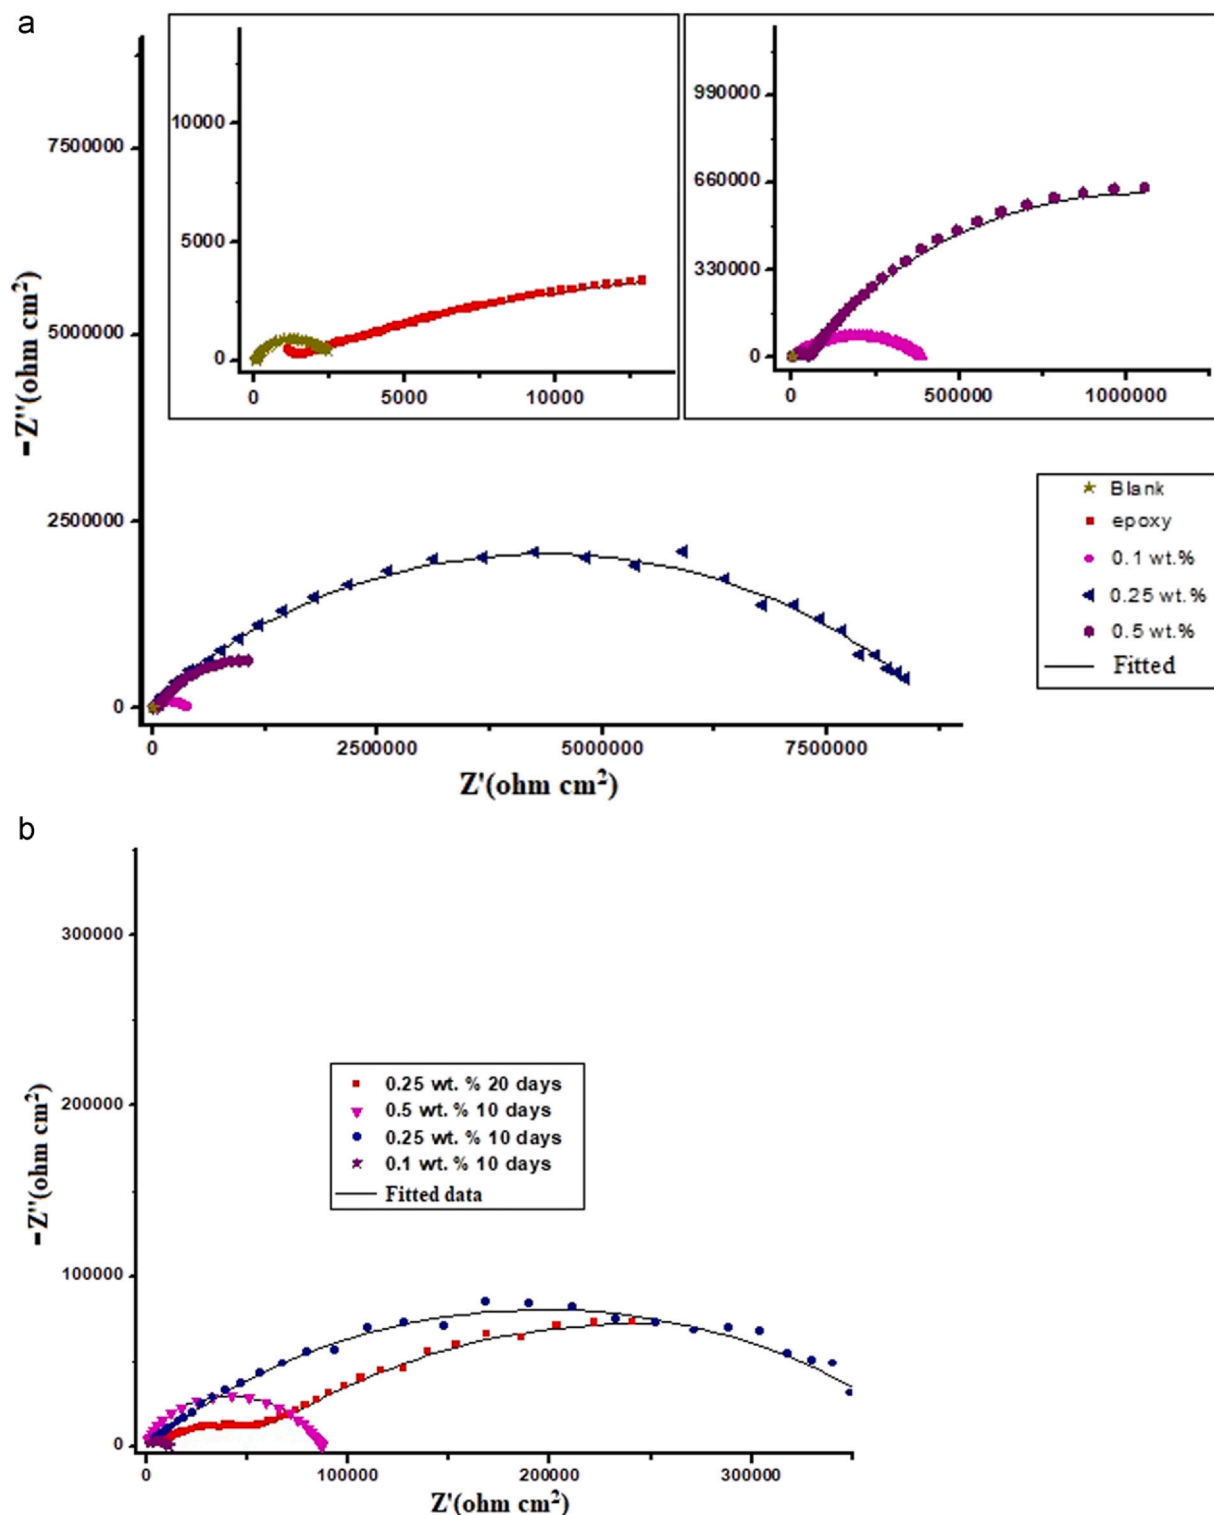 a
10000
5000
0
0
5000
10000
990000
660000
330000
0
0
500000
1000000
7500000
5000000
2500000
0
-Z''(ohm cm2)
Blank
epoxy
0.1 wt.%
0.25 wt.%
0.5 wt.%
Fitted
0
2500000
5000000
7500000
Z'(ohm cm2)
b
300000
200000
100000
0
-Z''(ohm cm2)
0.25 wt. % 20 days
0.5 wt. % 10 days
0.25 wt. % 10 days
0.1 wt. % 10 days
Fitted data
0
100000
200000
300000
Z'(ohm cm2)